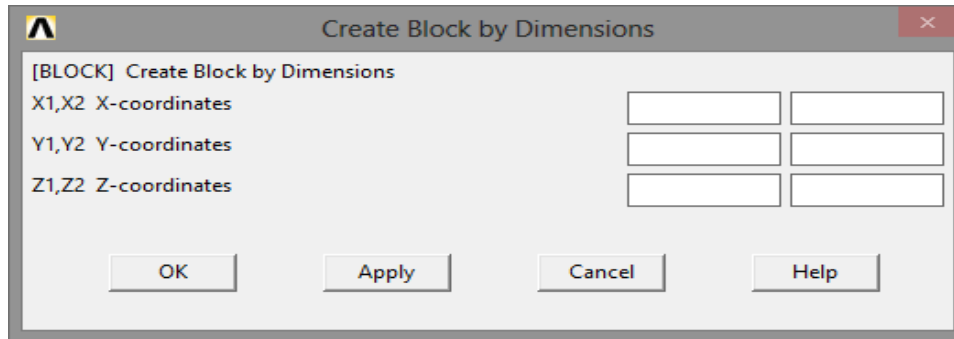 Create Block by Dimensions
[BLOCK] Create Block by Dimensions
X1,X2 X-coordinates
Y1,Y2 Y-coordinates
Z1,Z2 Z-coordinates
OK Apply Cancel Help